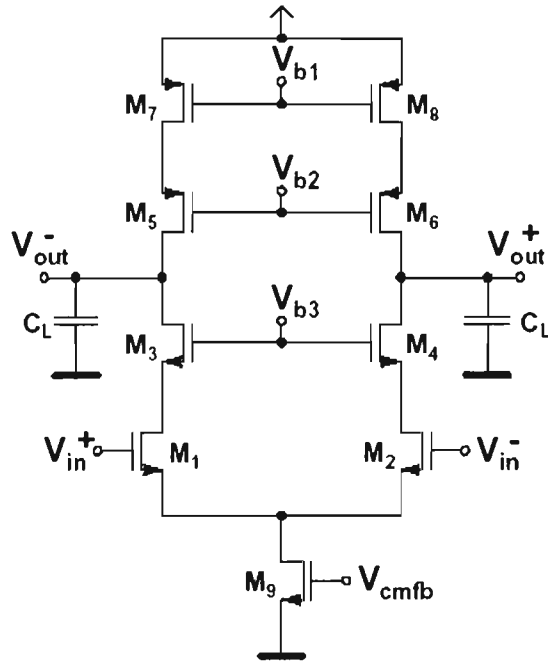 V_b1
M_7 M_8
V_b2
M_5 M_6
V_out^- V_out^+
V_b3
C_L C_L
M_3 M_4
V_in^+ M_1 M_2 V_in^-
M_9 V_cmfb